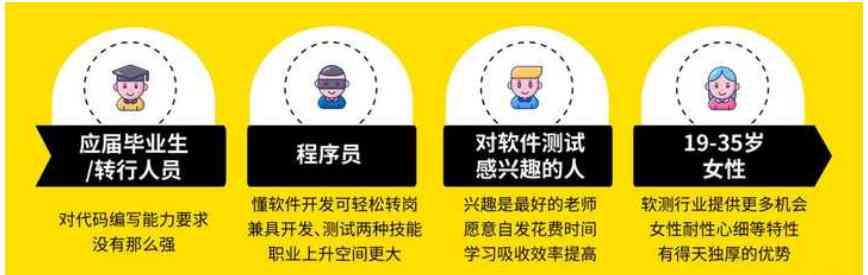 应届毕业生
/转行人员
对代码编写能力要求
没有那么强
程序员
懂软件开发可轻松转岗
兼具开发、测试两种技能
职业上升空间更大
对软件测试
感兴趣的人
兴趣是最好的老师
愿意自发花费时间
学习吸收效率提高
19-35岁
女性
软测行业提供更多机会
女性耐性心细等特性
有得天独厚的优势